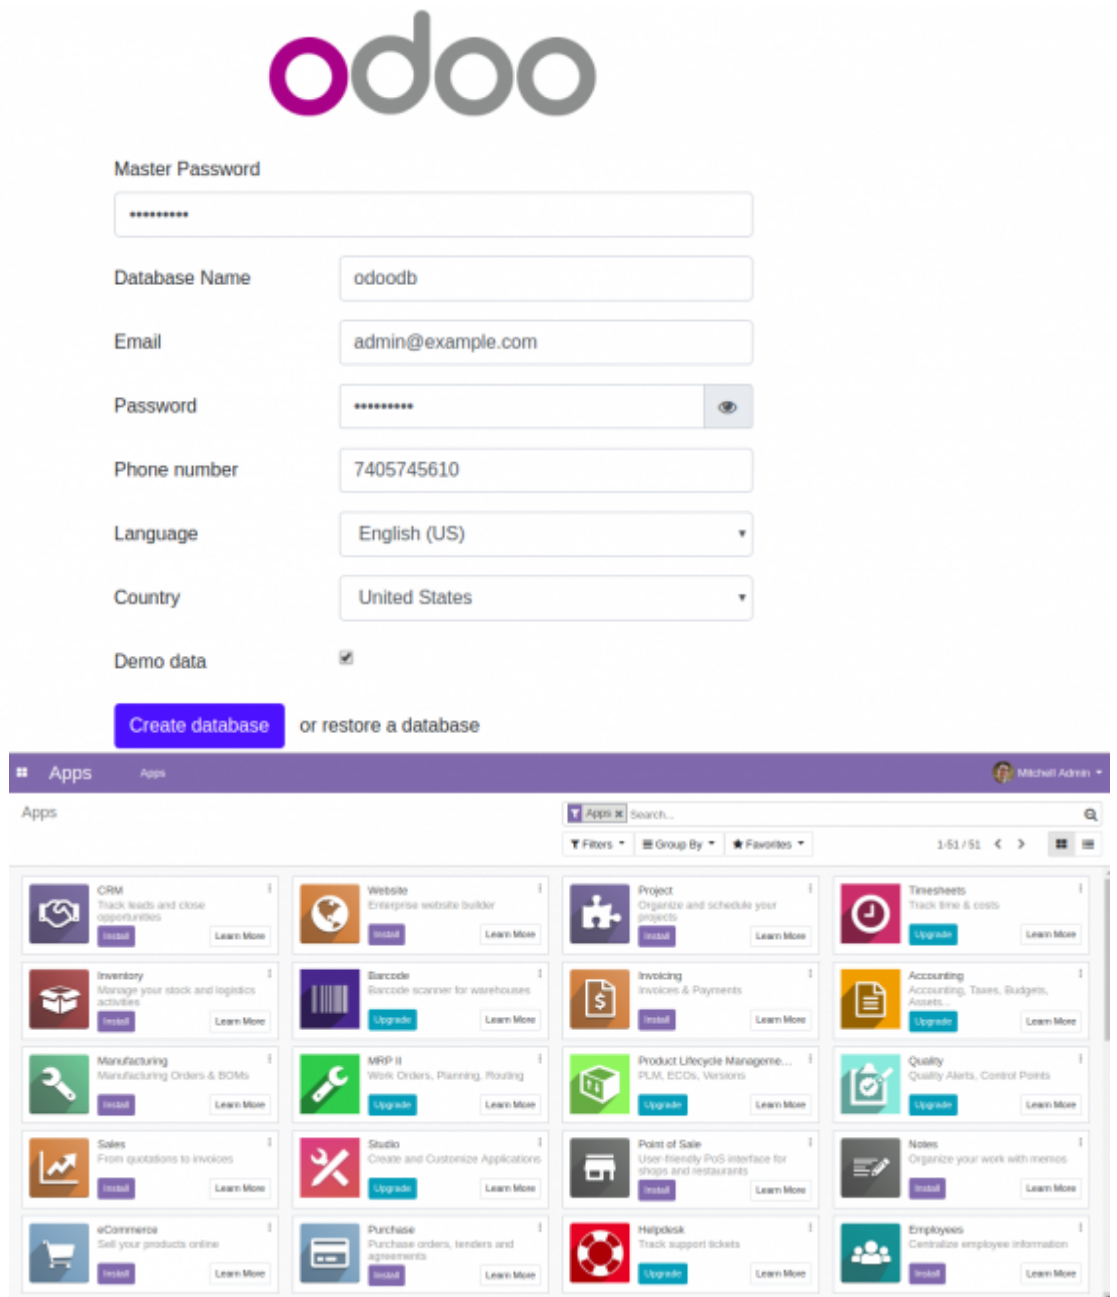 odoo
Master Password
•••••••••
Database Name
odoodb
Email
admin@example.com
Password
•••••••••
Phone number
7405745610
Language
English (US)
Country
United States
Demo data
Create database or restore a database
Apps Apps Mitchell Admin
Apps
Apps × Search...
Filters Group By Favorites 1-51 / 51
CRM
Track leads and close
opportunities
Install Learn More
Website
Enterprise website builder
Install Learn More
Project
Organize and schedule your
projects
Install Learn More
Timesheets
Track time & costs
Upgrade Learn More
Inventory
Manage your stock and logistics
activities
Install Learn More
Barcode
Barcode scanner for warehouses
Upgrade Learn More
Invoicing
Invoices & Payments
Install Learn More
Accounting
Accounting, Taxes, Budgets,
Assets...
Upgrade Learn More
Manufacturing
Manufacturing Orders & BOMs
Install Learn More
MRP II
Work Orders, Planning, Routing
Upgrade Learn More
Product Lifecycle Manageme...
PLM, ECOs, Versions
Upgrade Learn More
Quality
Quality Alerts, Control Points
Upgrade Learn More
Sales
From quotations to invoices
Install Learn More
Studio
Create and Customize Applications
Upgrade Learn More
Point of Sale
User-friendly PoS interface for
shops and restaurants
Install Learn More
Notes
Organize your work with memos
Install Learn More
eCommerce
Sell your products online
Install Learn More
Purchase
Purchase orders, tenders and
agreements
Install Learn More
Helpdesk
Track support tickets
Upgrade Learn More
Employees
Centralize employee information
Install Learn More